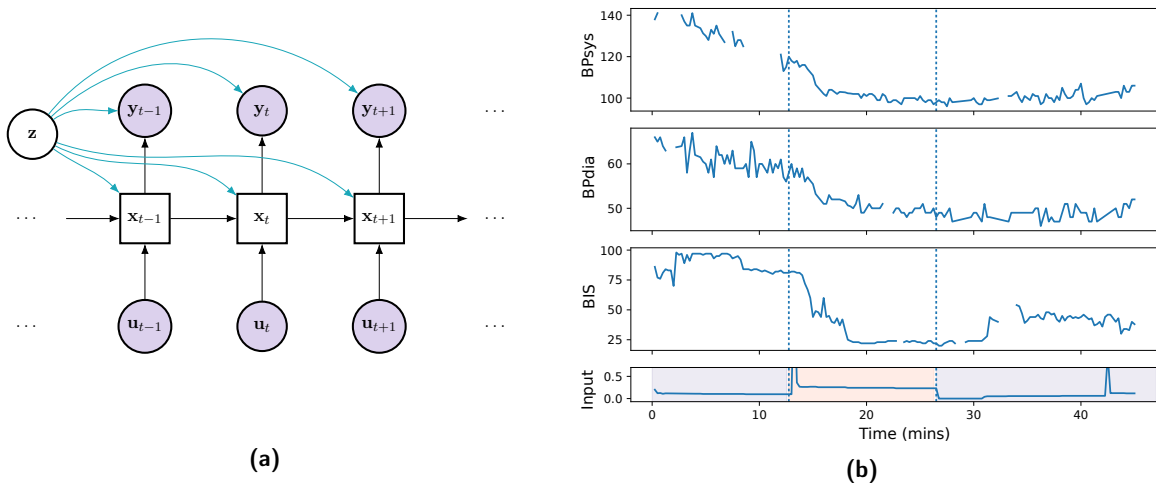 z
y_{t−1}
y_t
y_{t+1}
· · ·
· · ·
x_{t−1}
x_t
x_{t+1}
· · ·
· · ·
u_{t−1}
u_t
u_{t+1}
· · ·
(a)
BPsys
140
120
100
BPdia
60
50
BIS
100
75
50
25
Input
0.5
0.0
0
10
20
30
40
Time (mins)
(b)